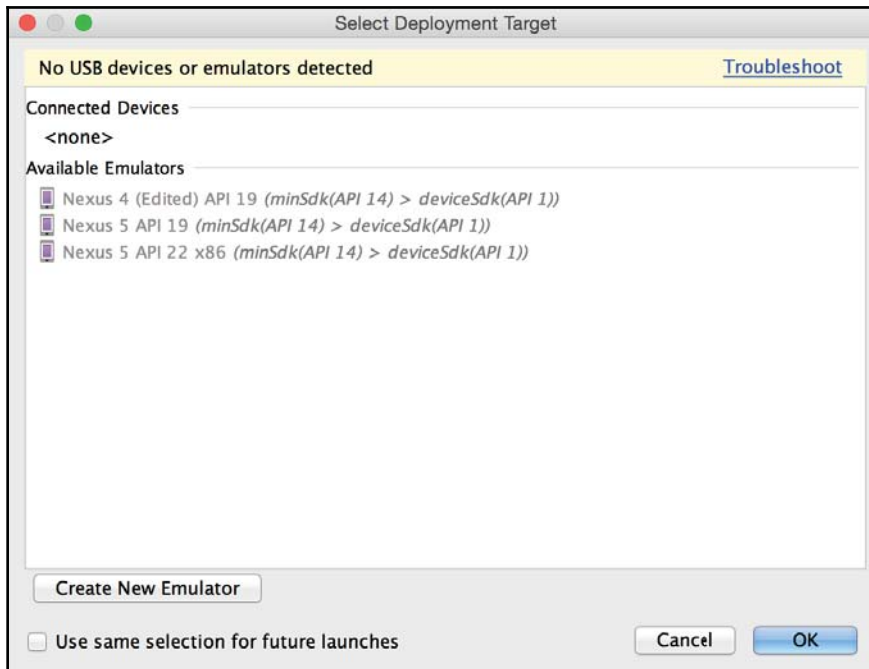 Select Deployment Target
No USB devices or emulators detected Troubleshoot
Connected Devices
<none>
Available Emulators
Nexus 4 (Edited) API 19 (minSdk(API 14) > deviceSdk(API 1))
Nexus 5 API 19 (minSdk(API 14) > deviceSdk(API 1))
Nexus 5 API 22 x86 (minSdk(API 14) > deviceSdk(API 1))
Create New Emulator
Use same selection for future launches Cancel OK